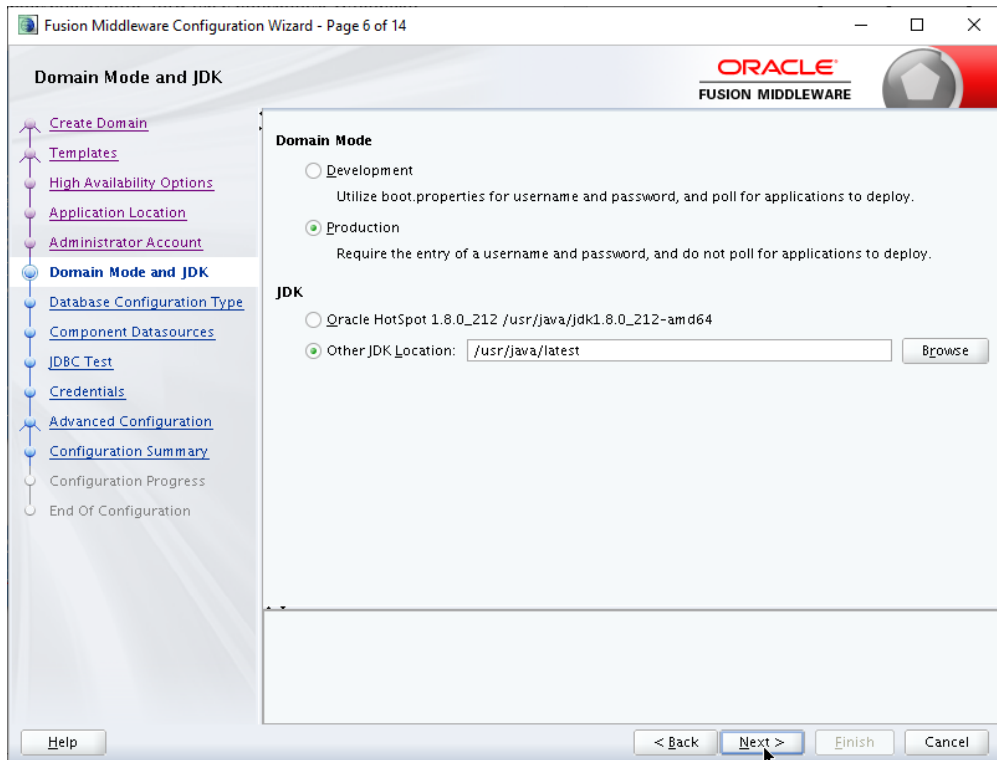 Fusion Middleware Configuration Wizard - Page 6 of 14
Domain Mode and JDK
ORACLE
FUSION MIDDLEWARE
Create Domain
Templates
High Availability Options
Application Location
Administrator Account
Domain Mode and JDK
Database Configuration Type
Component Datasources
JDBC Test
Credentials
Advanced Configuration
Configuration Summary
Configuration Progress
End Of Configuration
Domain Mode
Development
Utilize boot.properties for username and password, and poll for applications to deploy.
Production
Require the entry of a username and password, and do not poll for applications to deploy.
JDK
Oracle HotSpot 1.8.0_212 /usr/java/jdk1.8.0_212-amd64
Other JDK Location: /usr/java/latest Browse
Help < Back Next > Finish Cancel